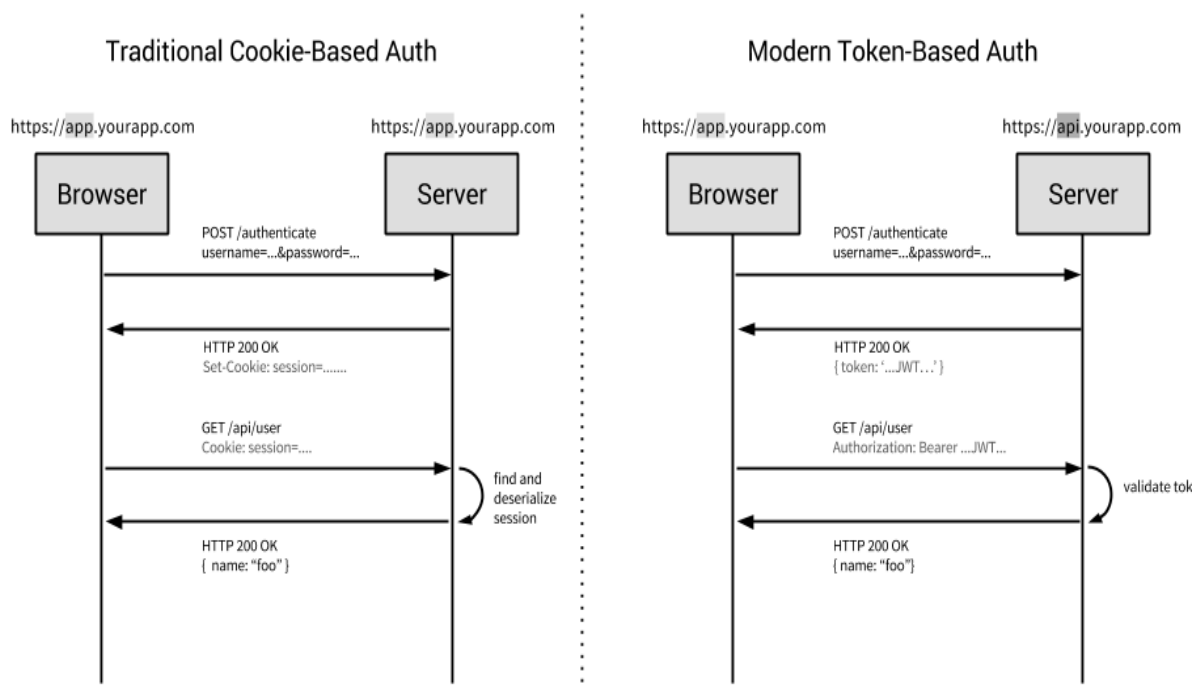 Traditional Cookie-Based Auth
https://app.yourapp.com
https://app.yourapp.com
Browser
Server
POST /authenticate
username=...&password=...
HTTP 200 OK
Set-Cookie: session=.......
GET /api/user
Cookie: session=....
find and
deserialize
session
HTTP 200 OK
{ name: “foo” }
Modern Token-Based Auth
https://app.yourapp.com
https://api.yourapp.com
Browser
Server
POST /authenticate
username=...&password=...
HTTP 200 OK
{ token: ‘...JWT...’ }
GET /api/user
Authorization: Bearer ...JWT...
validate tok
HTTP 200 OK
{ name: “foo”}